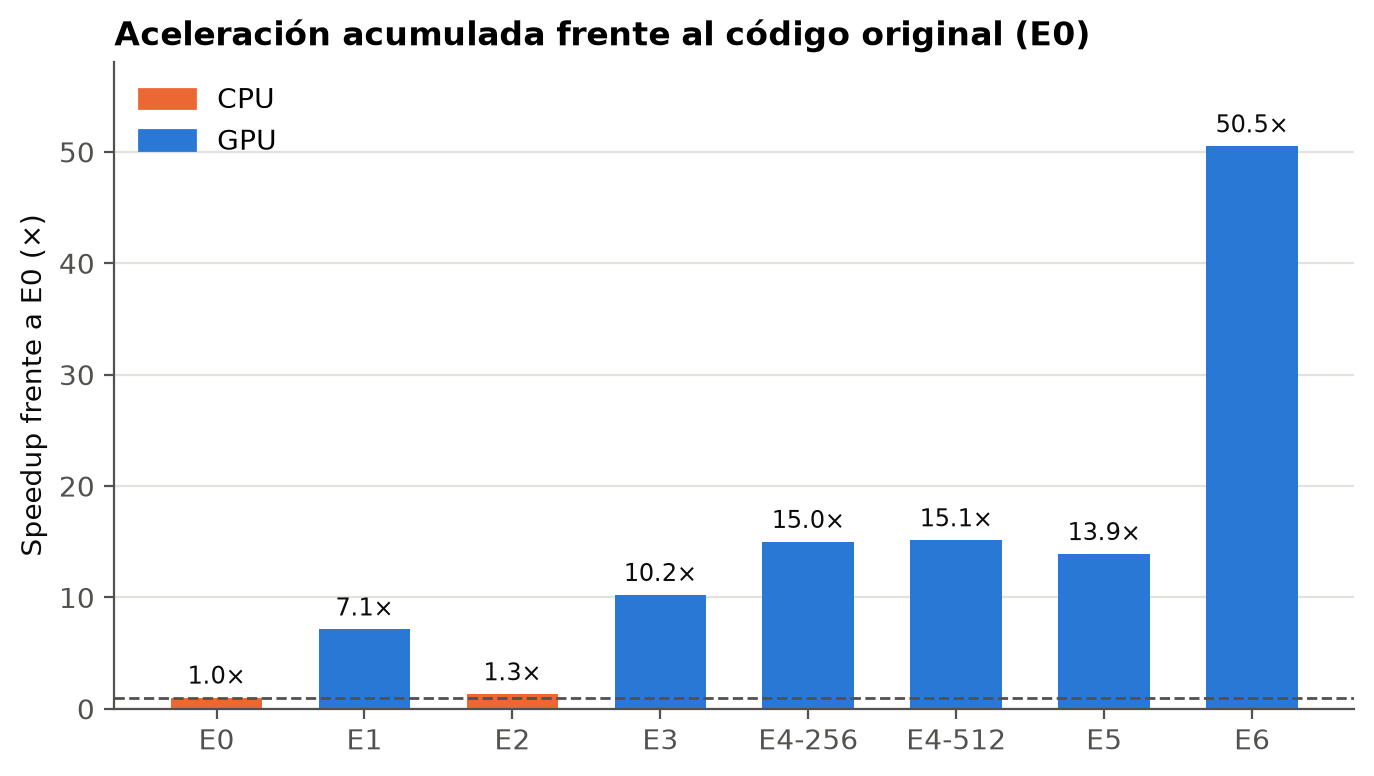 Aceleración acumulada frente al código original (E0)
CPU
GPU
Speedup frente a E0 (×)
50
40
30
20
10
0
1.0×
7.1×
1.3×
10.2×
15.0×
15.1×
13.9×
50.5×
E0
E1
E2
E3
E4-256
E4-512
E5
E6